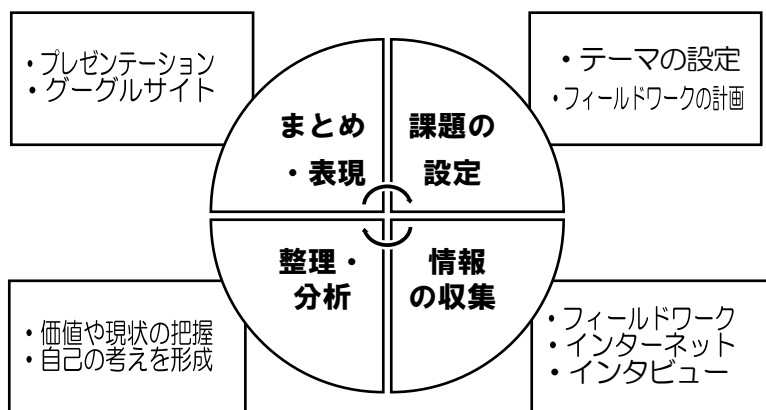 ・プレゼンテーション
・グーグルサイト
・テーマの設定
・フィールドワークの計画
まとめ
・表現
課題の
設定
整理・
分析
情報
の収集
・価値や現状の把握
・自己の考えを形成
・フィールドワーク
・インターネット
・インタビュー